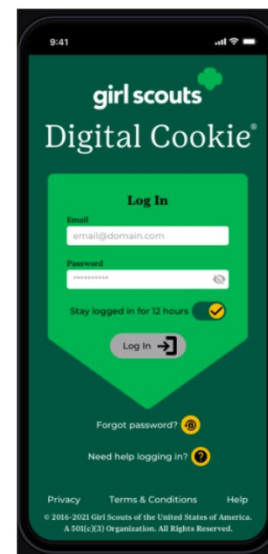 9:41
girl scouts
Digital Cookie®
Log In
Email
email@domain.com
Password
**********
Stay logged in for 12 hours
Log In
Forgot password?
Need help logging in? ?
Privacy Terms & Conditions Help
© 2016-2021 Girl Scouts of the United States of America.
A 501(c)(3) Organization. All Rights Reserved.